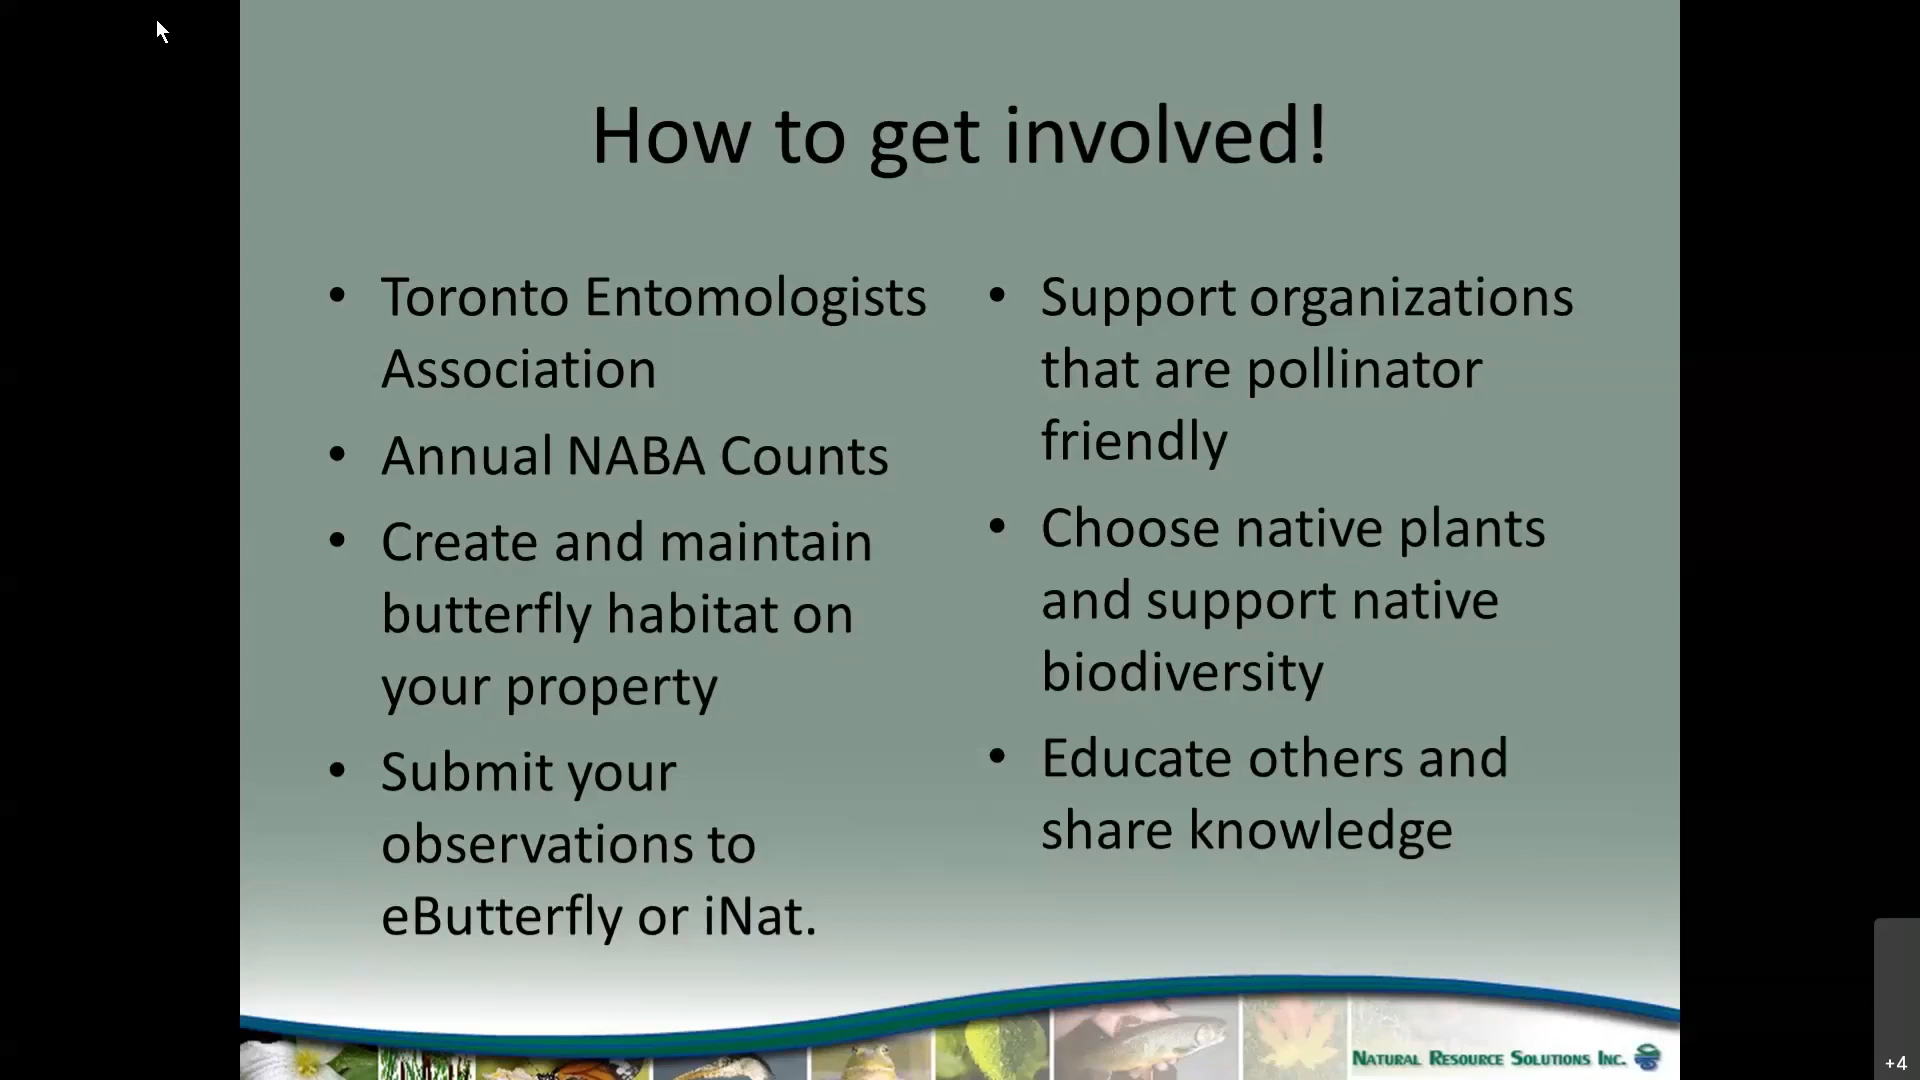 How to get involved!
• Toronto Entomologists
Association
• Annual NABA Counts
• Create and maintain
butterfly habitat on
your property
• Submit your
observations to
eButterfly or iNat.
• Support organizations
that are pollinator
friendly
• Choose native plants
and support native
biodiversity
• Educate others and
share knowledge
NATURAL RESOURCE SOLUTIONS INC.
+4